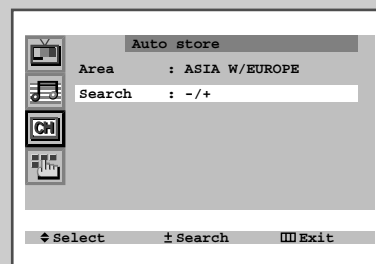 Auto store
Area : ASIA W/EUROPE
Search : -/+
CH
Select ± Search Exit